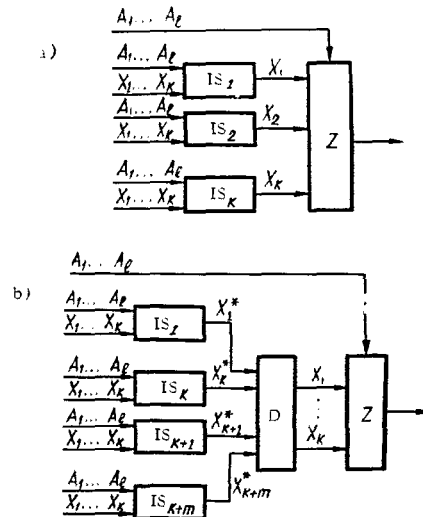 A₁... Aℓ
a)
A₁... Aℓ
X₁... Xₖ
IS₁
X₁
A₁... Aℓ
X₁... Xₖ
IS₂
X₂
Z
A₁... Aℓ
X₁... Xₖ
ISₖ
Xₖ
A₁... Aℓ
b)
A₁... Aℓ
X₁... Xₖ
IS₁
X₁*
A₁... Aℓ
X₁... Xₖ
ISₖ
Xₖ*
D
X₁
Z
A₁... Aℓ
X₁... Xₖ
ISₖ₊₁
X*ₖ₊₁
Xₖ
A₁... Aℓ
X₁... Xₖ
ISₖ₊ₘ
X*ₖ₊ₘ